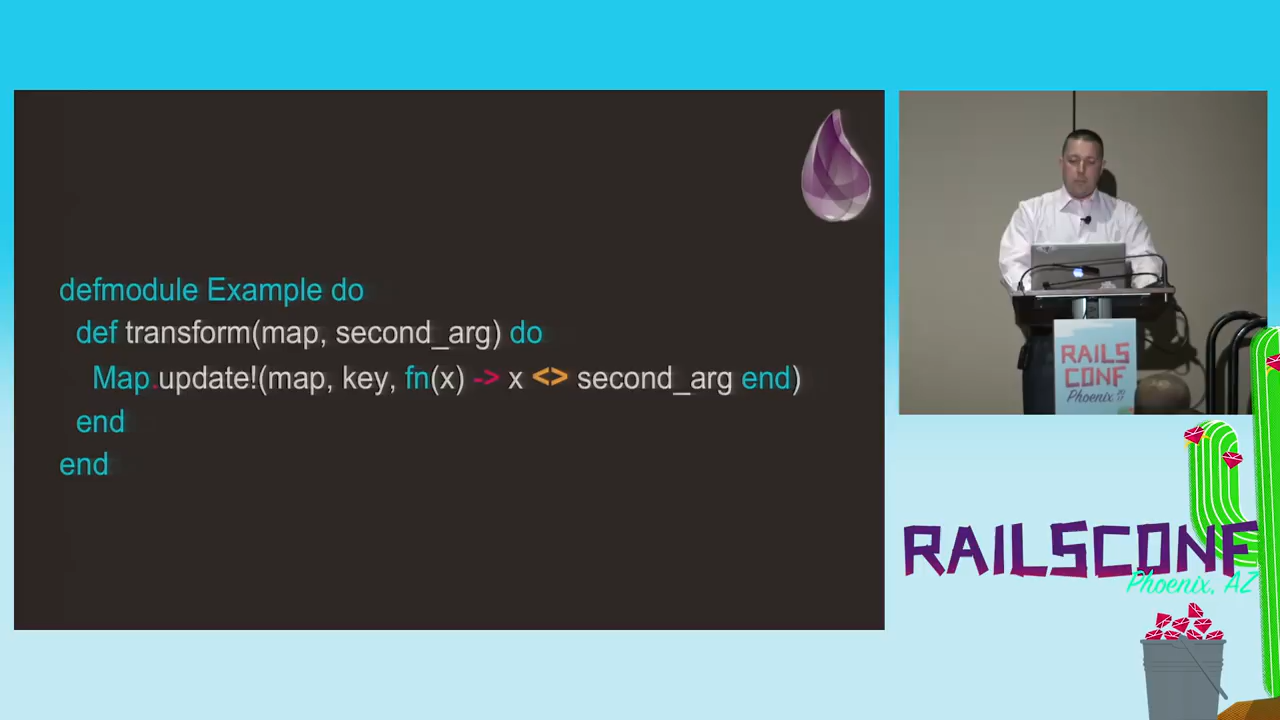 defmodule Example do
def transform(map, second_arg) do
Map.update!(map, key, fn(x) -> x <> second_arg end)
end
end
RAILS
CONF
Phoenix
RAILSCONF
Phoenix, AZ